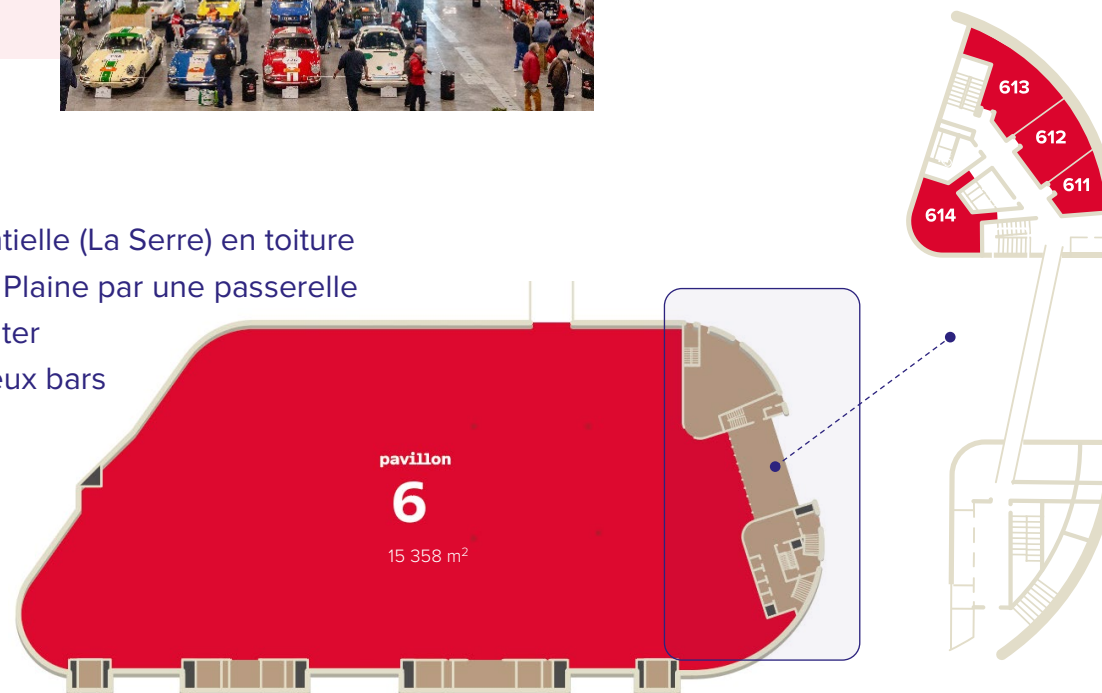 tielle (La Serre) en toiture
Plaine par une passerelle
ter
eux bars
613
612
611
614
pavillon
6
15 358 m²